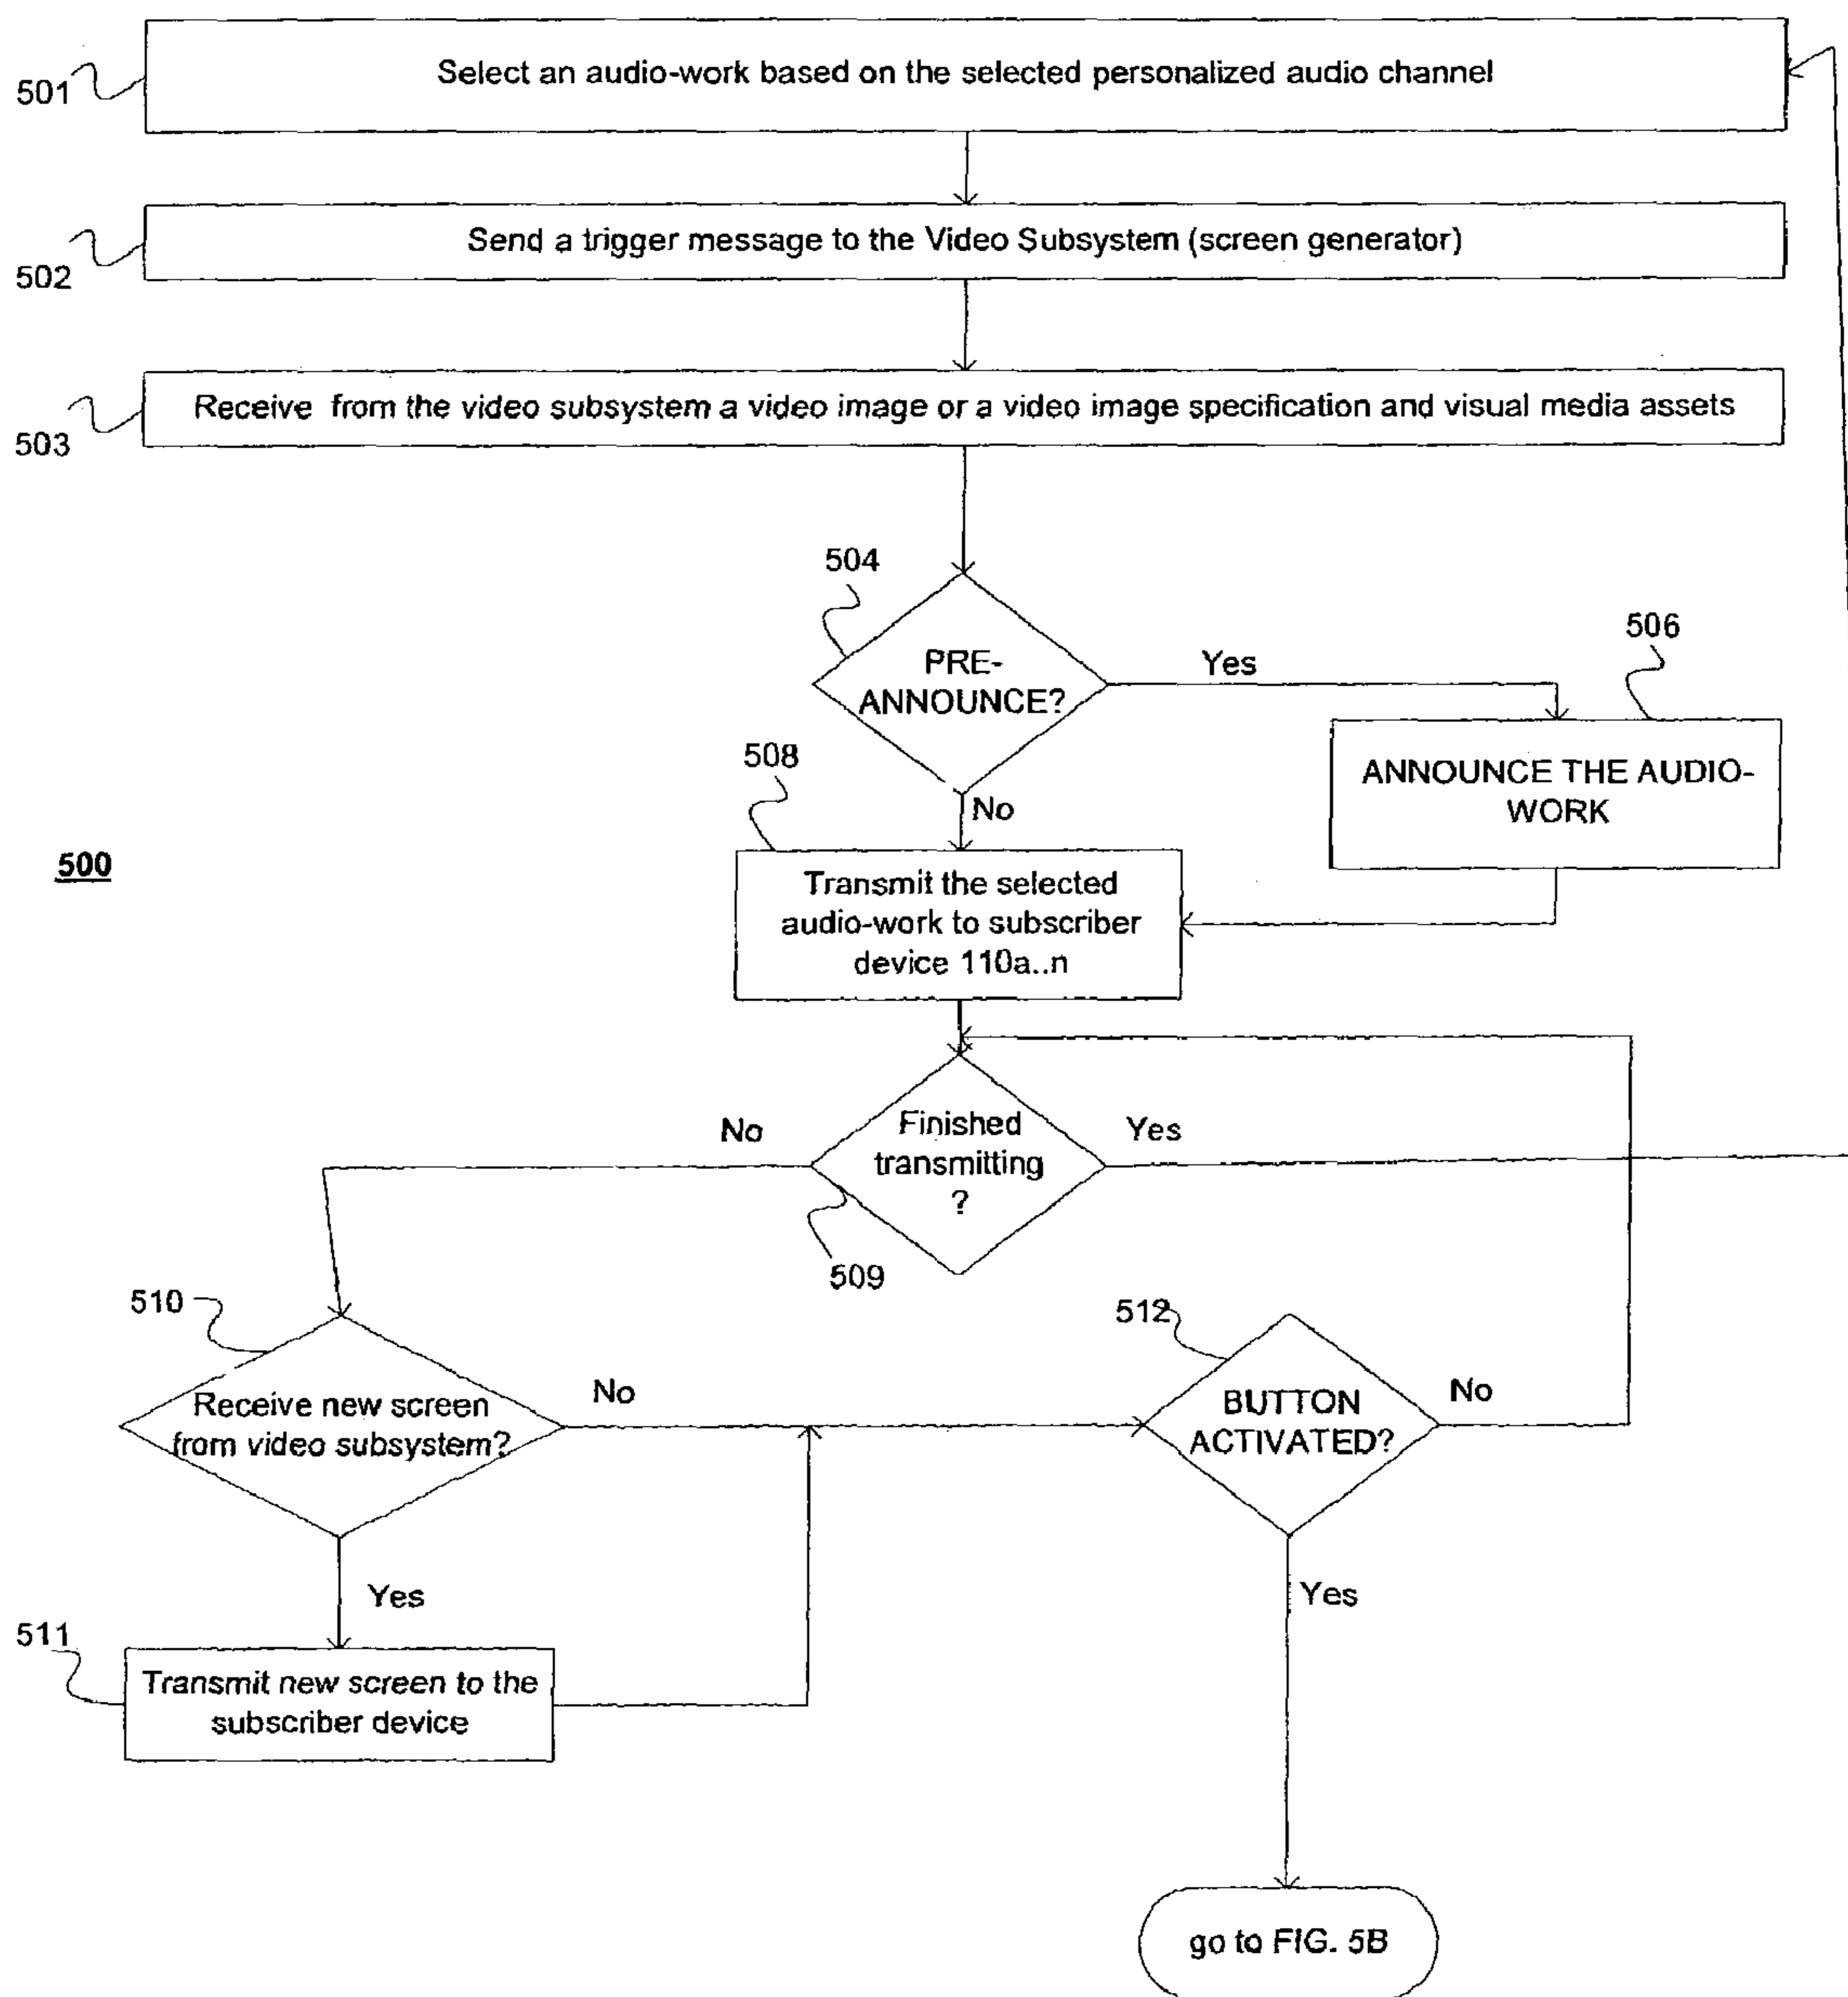 501
Select an audio-work based on the selected personalized audio channel
502
Send a trigger message to the Video Subsystem (screen generator)
503
Receive from the video subsystem a video image or a video image specification and visual media assets
504
PRE-
ANNOUNCE?
Yes
506
ANNOUNCE THE AUDIO-
WORK
No
508
Transmit the selected
audio-work to subscriber
device 110a..n
500
Finished
transmitting
?
No
Yes
509
510
Receive new screen
from video subsystem?
No
Yes
511
Transmit new screen to the
subscriber device
512
BUTTON
ACTIVATED?
No
Yes
go to FIG. 5B